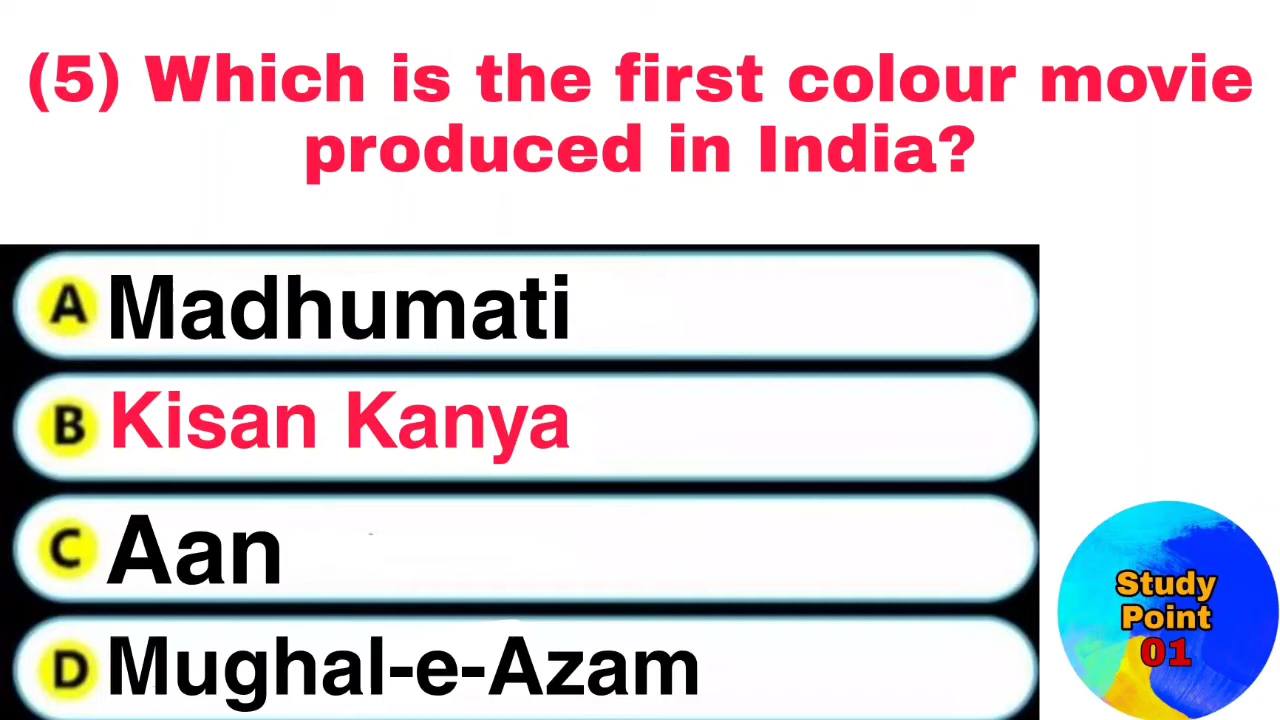 (5) Which is the first colour movie
produced in India?
A Madhumati
B Kisan Kanya
C Aan
D Mughal-e-Azam
Study
Point
01